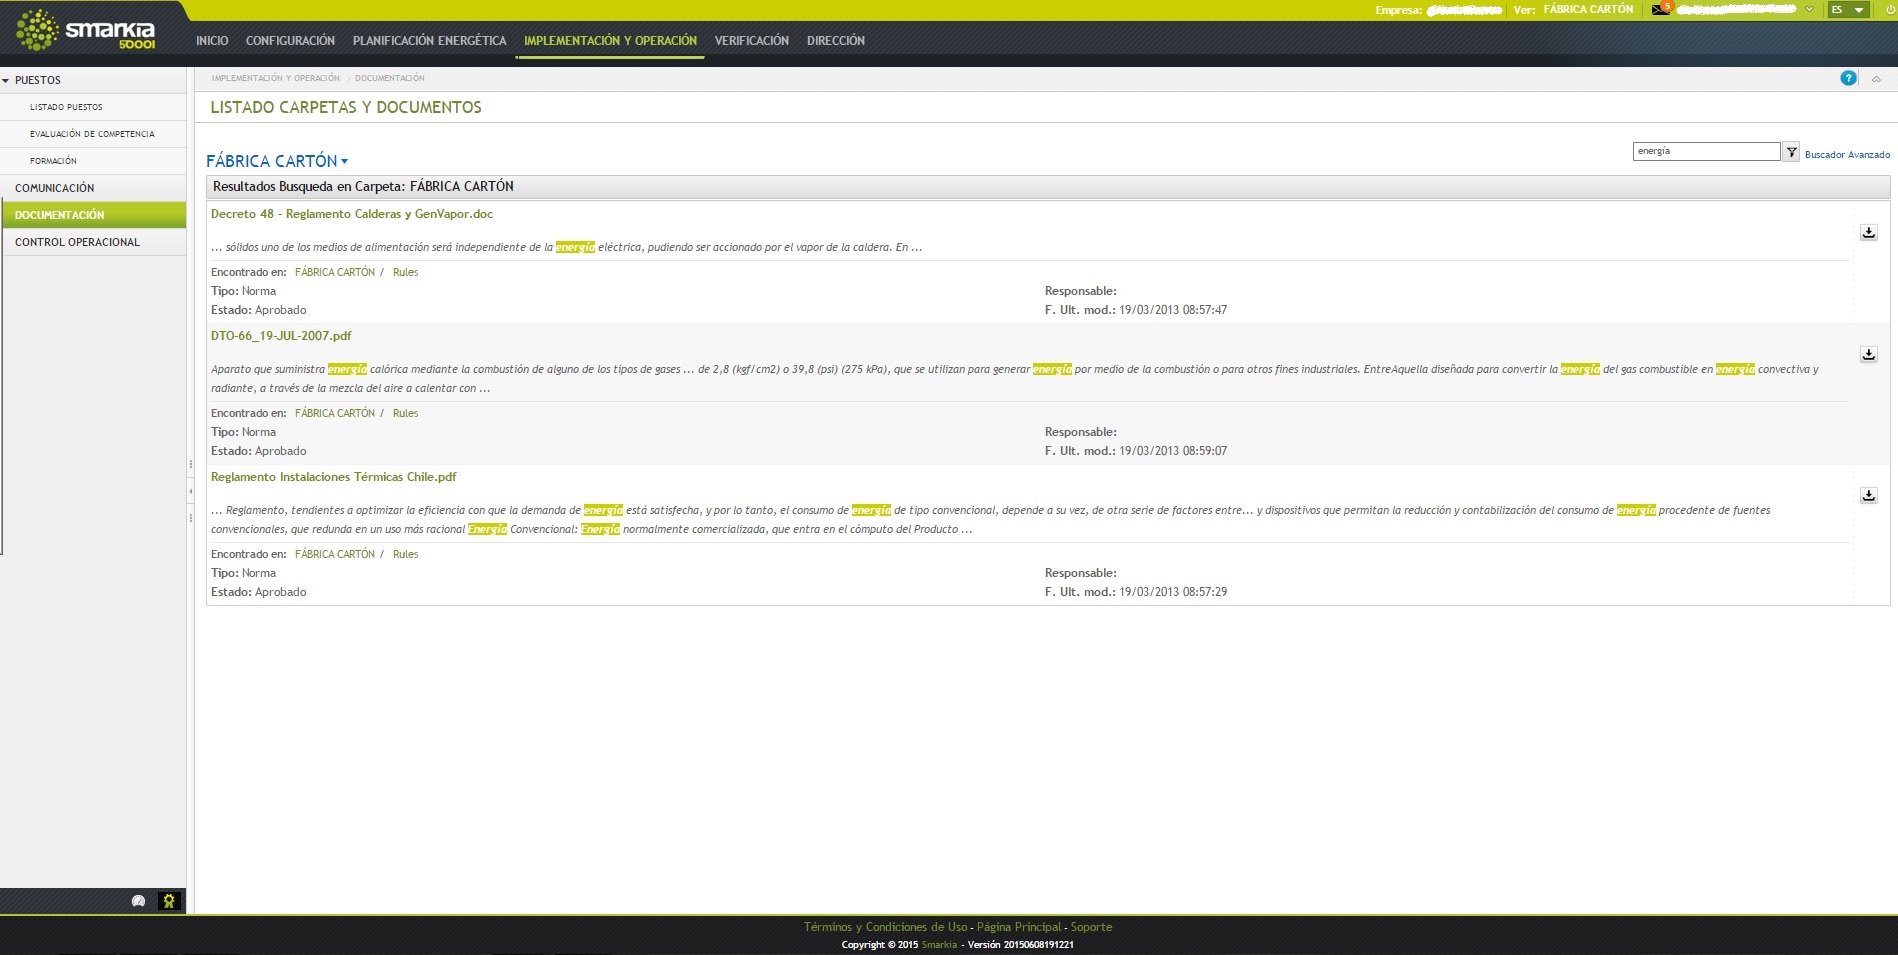 Empresa: Ver: FÁBRICA CARTÓN 5 ES
smarkia
50001
INICIO CONFIGURACIÓN PLANIFICACIÓN ENERGÉTICA IMPLEMENTACIÓN Y OPERACIÓN VERIFICACIÓN DIRECCIÓN
PUESTOS
LISTADO PUESTOS
EVALUACIÓN DE COMPETENCIA
FORMACIÓN
COMUNICACIÓN
DOCUMENTACIÓN
CONTROL OPERACIONAL
IMPLEMENTACIÓN Y OPERACIÓN DOCUMENTACIÓN ?
LISTADO CARPETAS Y DOCUMENTOS
FÁBRICA CARTÓN
energía Buscador Avanzado
Resultados Busqueda en Carpeta: FÁBRICA CARTÓN
Decreto 48 - Reglamento Calderas y GenVapor.doc
... sólidos uno de los medios de alimentación será independiente de la energía eléctrica, pudiendo ser accionado por el vapor de la caldera. En ...
Encontrado en: FÁBRICA CARTÓN / Rules
Tipo: Norma Responsable:
Estado: Aprobado F. Ult. mod.: 19/03/2013 08:57:47
DTO-66_19-JUL-2007.pdf
Aparato que suministra energía calórica mediante la combustión de alguno de los tipos de gases ... de 2,8 (kgf/cm2) o 39,8 (psi) (275 kPa), que se utilizan para generar energía por medio de la combustión o para otros fines industriales. EntreAquella diseñada para convertir la energía del gas combustible en energía convectiva y
radiante, a través de la mezcla del aire a calentar con ...
Encontrado en: FÁBRICA CARTÓN / Rules
Tipo: Norma Responsable:
Estado: Aprobado F. Ult. mod.: 19/03/2013 08:59:07
Reglamento Instalaciones Térmicas Chile.pdf
... Reglamento, tendientes a optimizar la eficiencia con que la demanda de energía está satisfecha, y por lo tanto, el consumo de energía de tipo convencional, depende a su vez, de otra serie de factores entre... y dispositivos que permitan la reducción y contabilización del consumo de energía procedente de fuentes
convencionales, que redunda en un uso más racional Energía Convencional: Energía normalmente comercializada, que entra en el cómputo del Producto ...
Encontrado en: FÁBRICA CARTÓN / Rules
Tipo: Norma Responsable:
Estado: Aprobado F. Ult. mod.: 19/03/2013 08:57:29
Términos y Condiciones de Uso - Página Principal - Soporte
Copyright © 2015 Smarkia - Versión 20150608191221